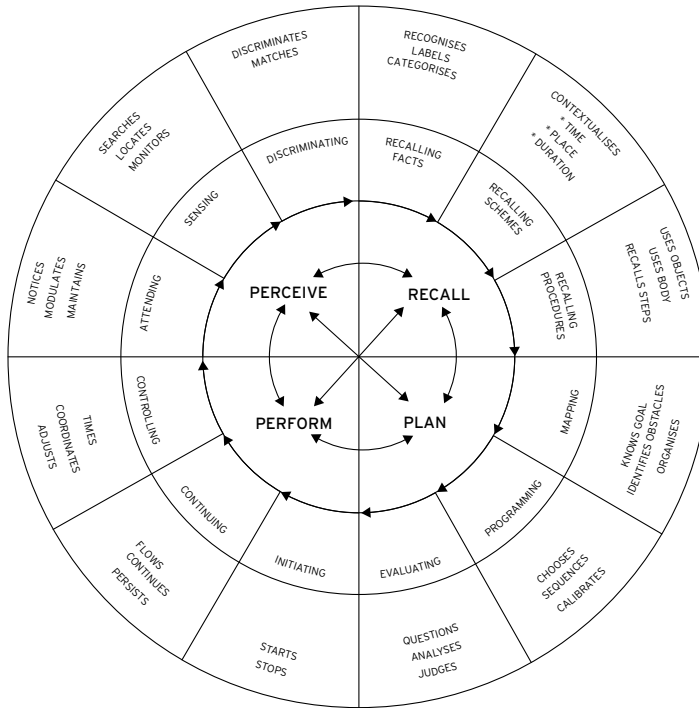 DISCRIMINATES
MATCHES
RECOGNISES
LABELS
CATEGORISES
CONTEXTUALISES
* TIME
* PLACE
* DURATION
USES OBJECTS
USES BODY
RECALLS STEPS
KNOWS GOAL
IDENTIFIES OBSTACLES
ORGANISES
CHOOSES
SEQUENCES
CALIBRATES
QUESTIONS
ANALYSES
JUDGES
STARTS
STOPS
FLOWS
CONTINUES
PERSISTS
TIMES
COORDINATES
ADJUSTS
NOTICES
MODULATES
MAINTAINS
SEARCHES
LOCATES
MONITORS
DISCRIMINATING
RECALLING
FACTS
RECALLING
SCHEMES
RECALLING
PROCEDURES
MAPPING
PROGRAMMING
EVALUATING
INITIATING
CONTINUING
CONTROLLING
ATTENDING
SENSING
PERCEIVE
RECALL
PERFORM
PLAN